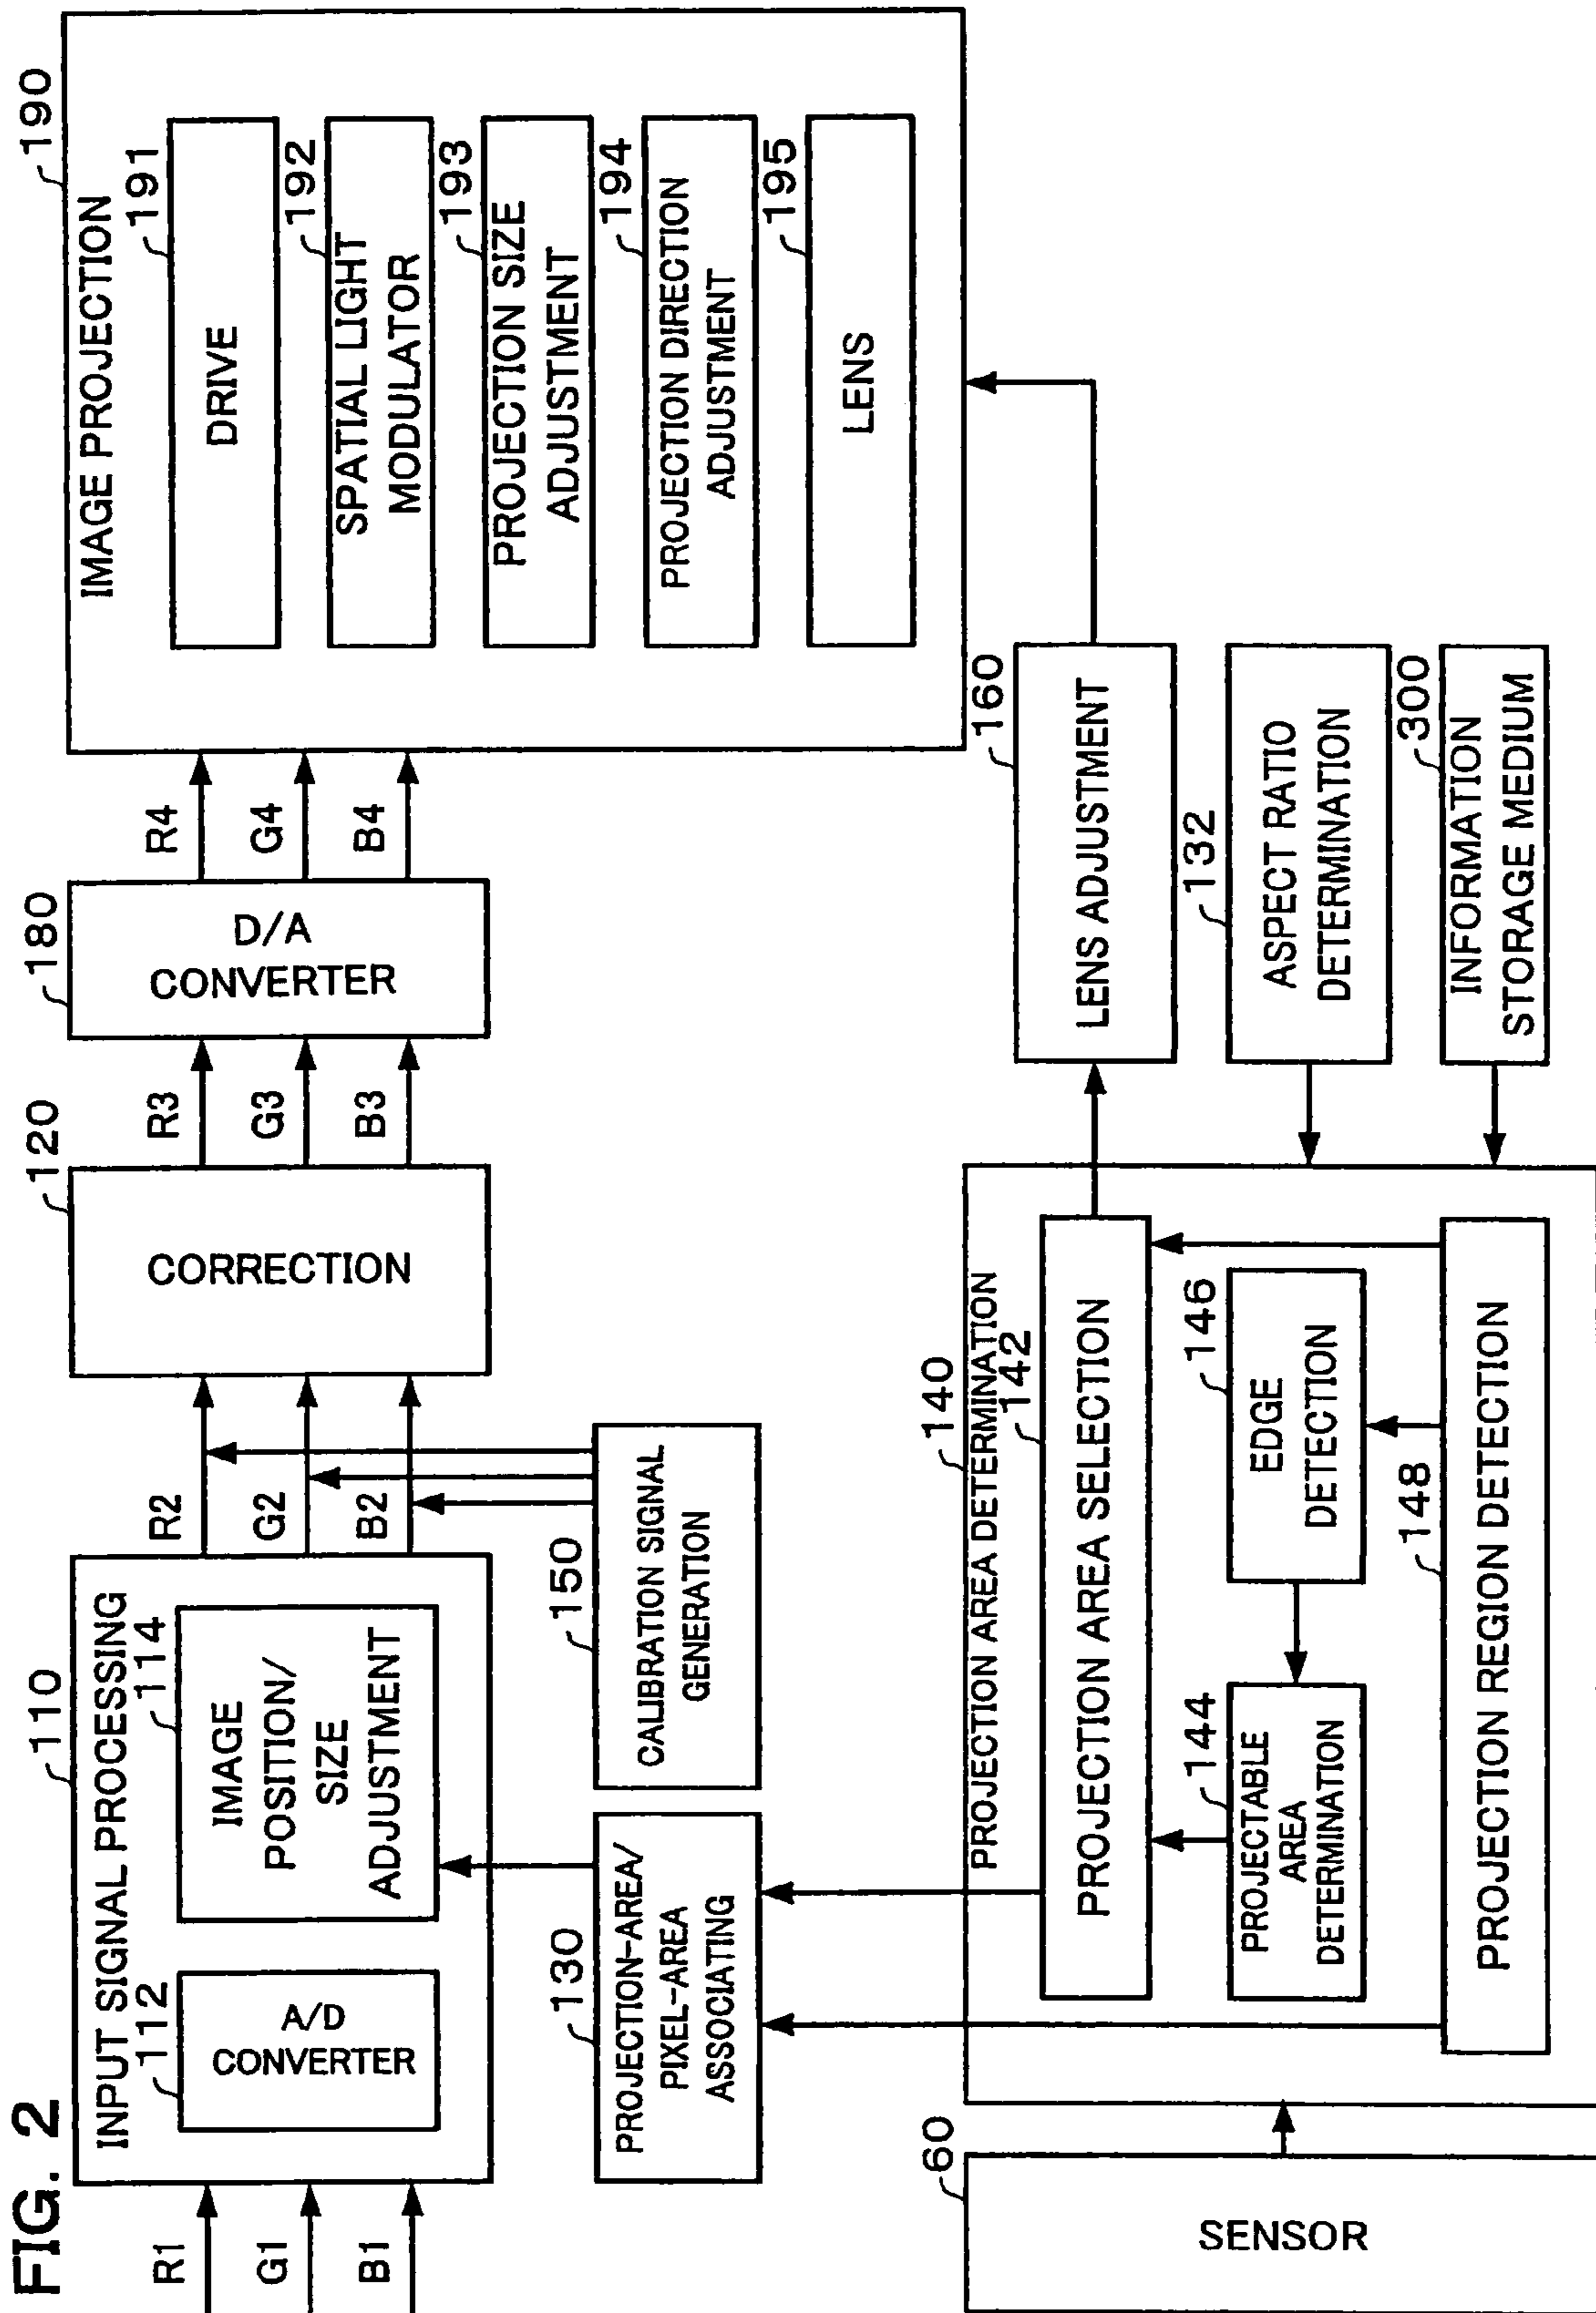 FIG. 2
R1
G1
B1
110
INPUT SIGNAL PROCESSING
112
A/D
CONVERTER
114
IMAGE
POSITION/
SIZE
ADJUSTMENT
R2
G2
B2
120
CORRECTION
R3
G3
B3
180
D/A
CONVERTER
R4
G4
B4
190
IMAGE PROJECTION
191
DRIVE
192
SPATIAL LIGHT
MODULATOR
193
PROJECTION SIZE
ADJUSTMENT
194
PROJECTION DIRECTION
ADJUSTMENT
195
LENS
130
PROJECTION-AREA/
PIXEL-AREA
ASSOCIATING
150
CALIBRATION SIGNAL
GENERATION
60
SENSOR
140
PROJECTION AREA DETERMINATION
142
PROJECTION AREA SELECTION
144
PROJECTABLE
AREA
DETERMINATION
146
EDGE
DETECTION
148
PROJECTION REGION DETECTION
160
LENS ADJUSTMENT
132
ASPECT RATIO
DETERMINATION
300
INFORMATION
STORAGE MEDIUM